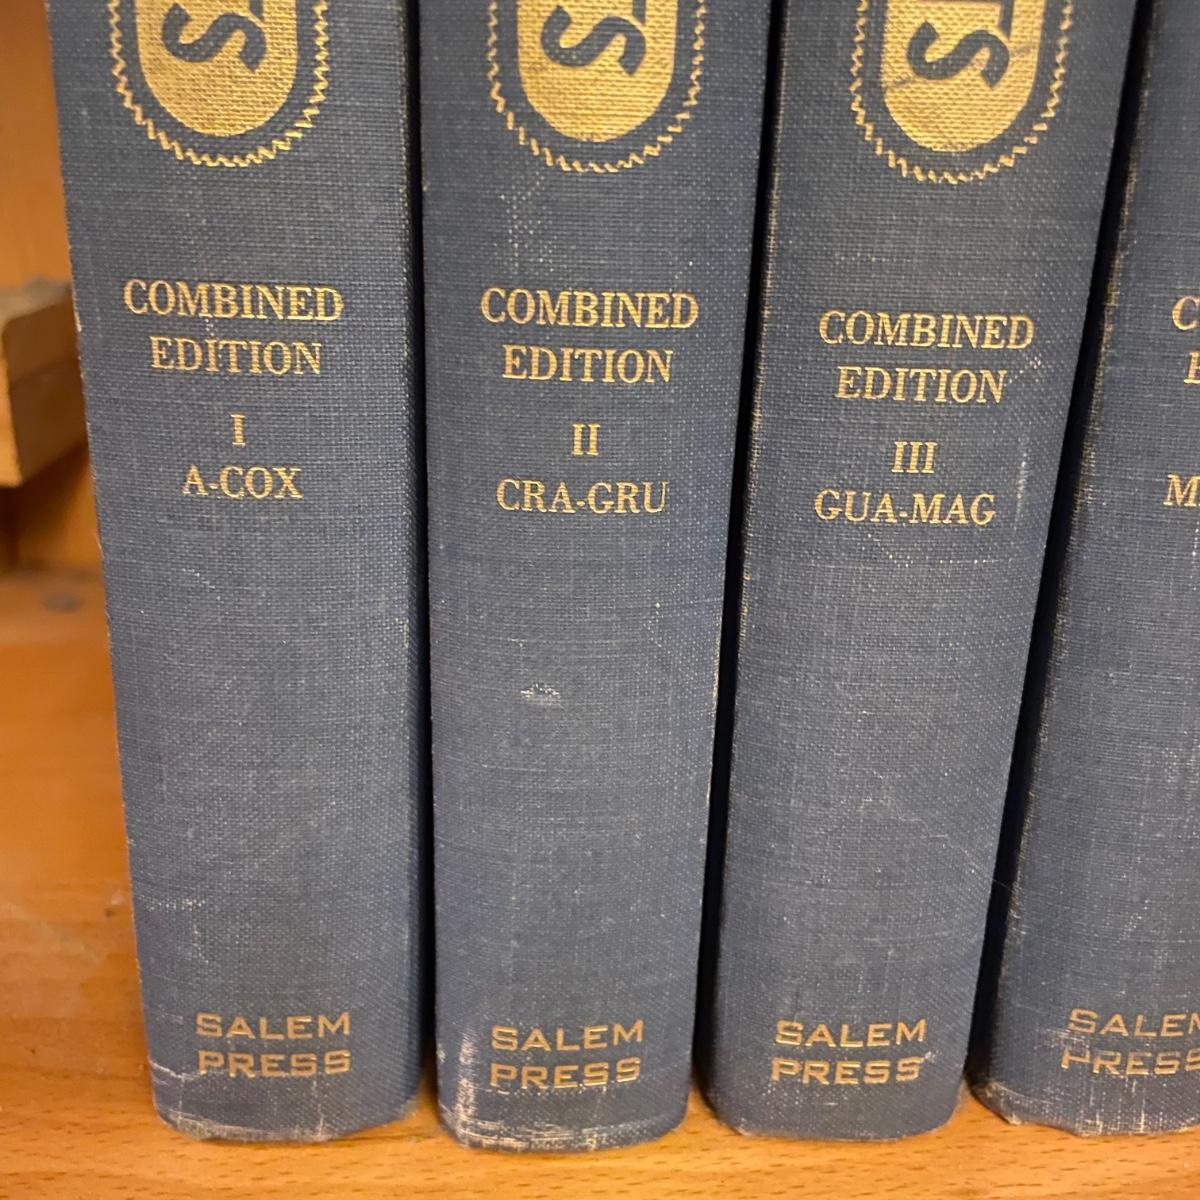 COMBINED
EDITION
I
A-COX
SALEM
PRESS
COMBINED
EDITION
II
CRA-GRU
SALEM
PRESS
COMBINED
EDITION
III
GUA-MAG
SALEM
PRESS
PRESS